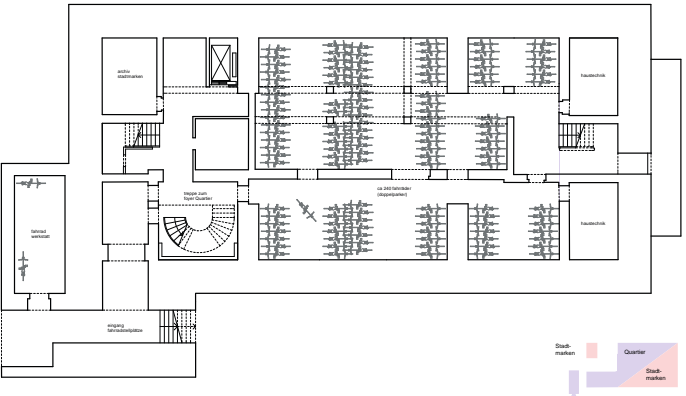 archiv
stadtmarken
haustechnik
treppe zum
foyer Quartier
ca 240 fahrräder
(doppelparker)
fahrrad
werkstatt
haustechnik
eingang
fahrradstellplätze
Stadt-
marken
Quartier
Stadt-
marken